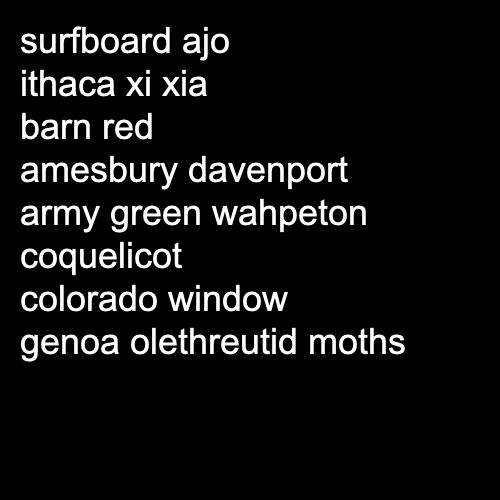 surfboard ajo
ithaca xi xia
barn red
amesbury davenport
army green wahpeton
coquelicot
colorado window
genoa olethreutid moths